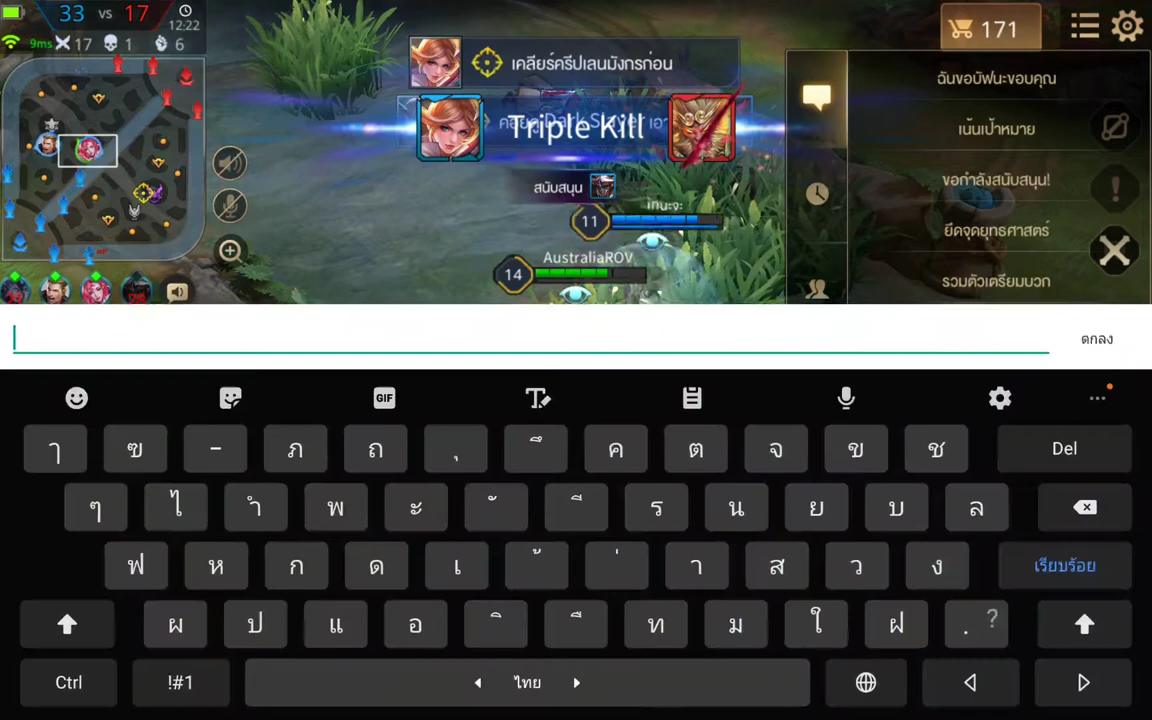 33 vs 17
12:22
9ms 17 1 6
171
เคลียร์ครีปเลนมังกรก่อน
Triple Kill
สนับสนุน
11
AustraliaROV
14
ฉันขอบัฟนะขอบคุณ
เน้นเป้าหมาย
ขอกำลังสนับสนุน!
ยึดจุดยุทธศาสตร์
รวมตัวเตรียมบวก
ตกลง
GIF
ๅ ฃ - ภ ถ ุ ึ ค ต จ ข ช Del
ๆ ไ ำ พ ะ ั ี ร น ย บ ล
ฟ ห ก ด เ ้ ่ า ส ว ง เรียบร้อย
ผ ป แ อ ิ ื ท ม ใ ฝ . ?
Ctrl !#1 ไทย